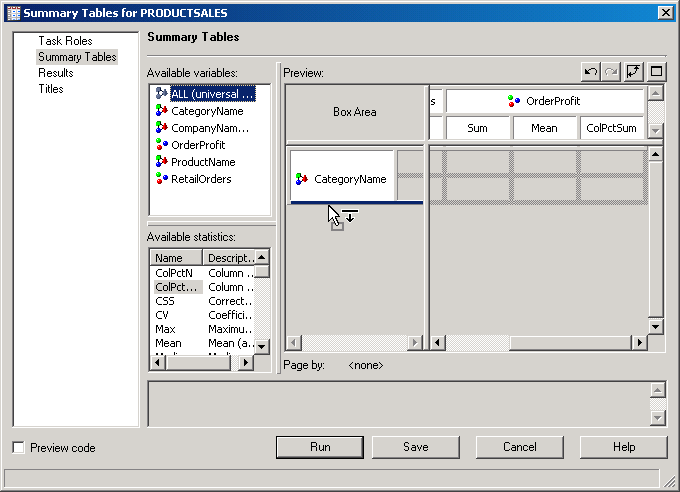 Summary Tables for PRODUCTSALES
Task Roles
Summary Tables
Results
Titles
Summary Tables
Available variables:
ALL (universal ...
CategoryName
CompanyNam...
OrderProfit
ProductName
RetailOrders
Available statistics:
Name Descript...
ColPctN Column ...
ColPct... Column ...
CSS Correct...
CV Coeffici...
Max Maximu...
Mean Mean (a...
Preview:
Box Area
s OrderProfit
Sum Mean ColPctSum
CategoryName
Page by: <none>
Preview code
Run Save Cancel Help